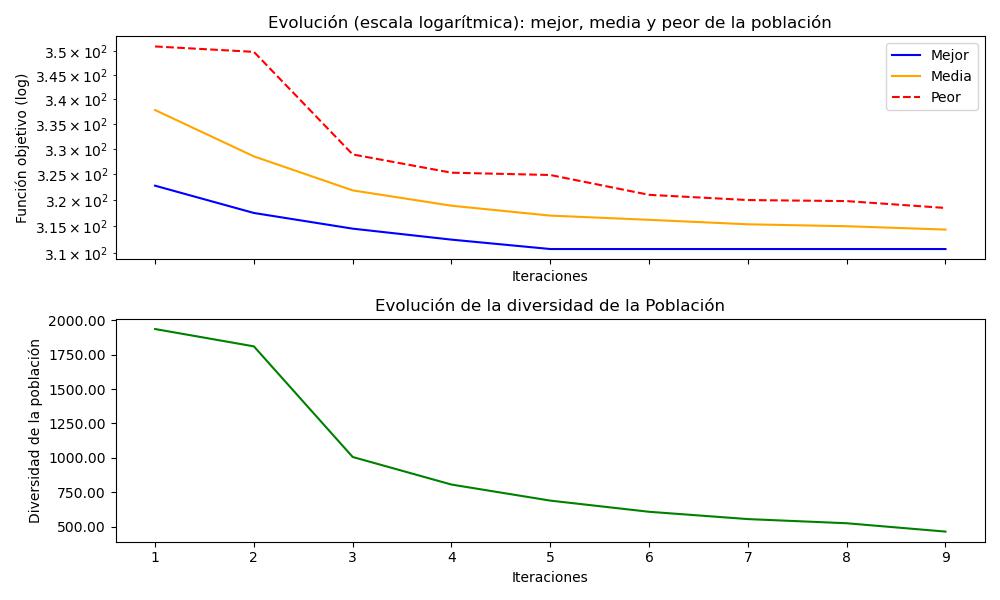 Evolución (escala logarítmica): mejor, media y peor de la población
Función objetivo (log)
3.5 × 10²
3.45 × 10²
3.4 × 10²
3.35 × 10²
3.3 × 10²
3.25 × 10²
3.2 × 10²
3.15 × 10²
3.1 × 10²
Mejor
Media
Peor
Iteraciones
Evolución de la diversidad de la Población
Diversidad de la población
2000.00
1750.00
1500.00
1250.00
1000.00
750.00
500.00
1 2 3 4 5 6 7 8 9
Iteraciones